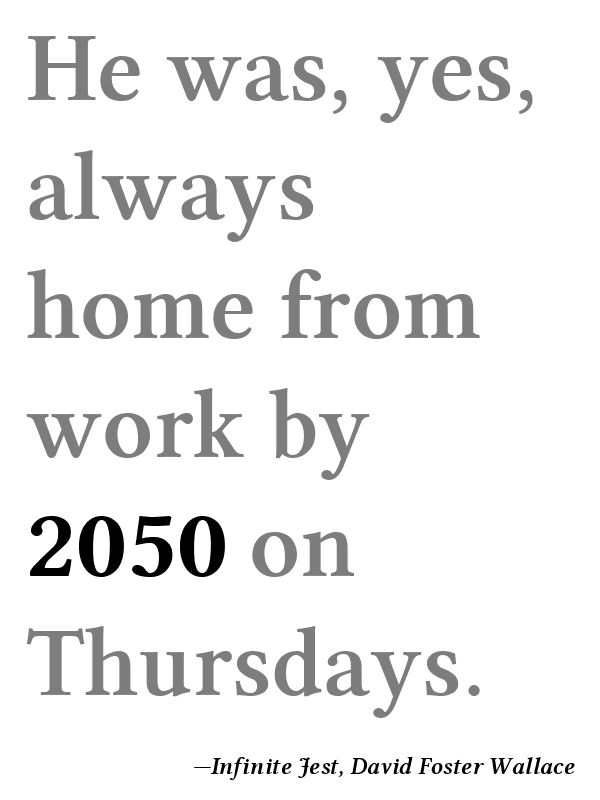 He was, yes,
always
home from
work by
2050 on
Thursdays.
—Infinite Jest, David Foster Wallace